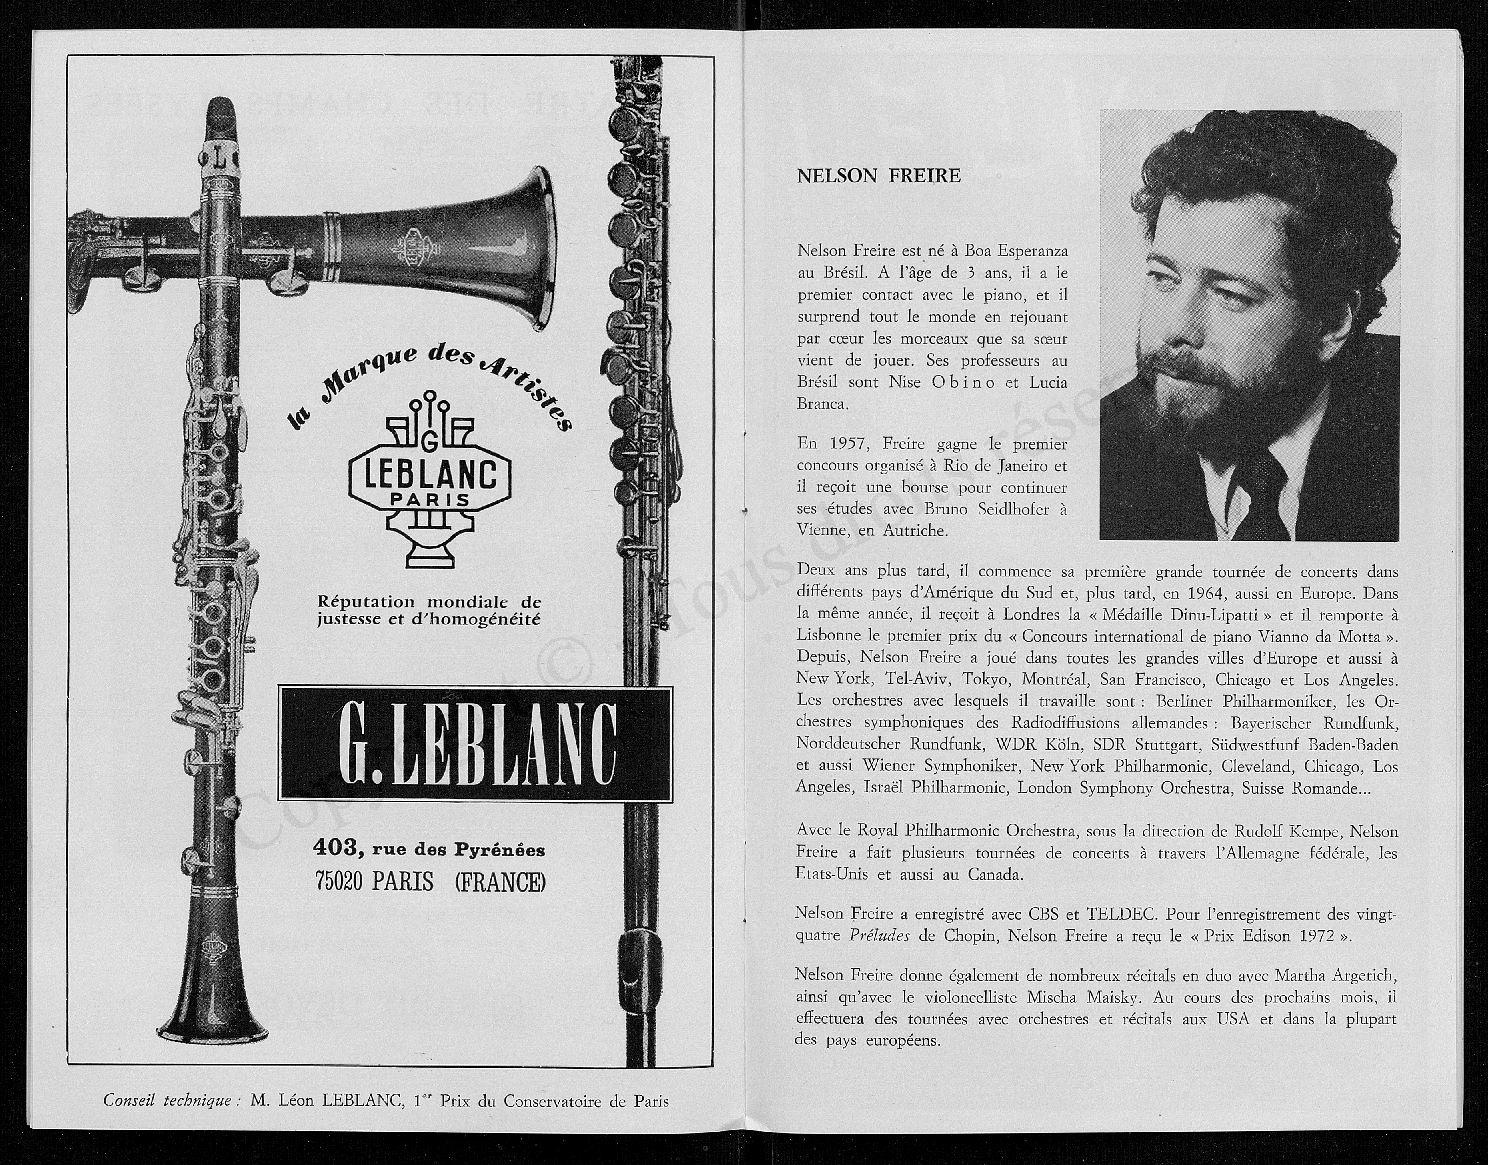 L
la Marque des Artistes
G
LEBLANC
PARIS
Réputation mondiale de
justesse et d'homogénéité
G. LEBLANC
403, rue des Pyrénées
75020 PARIS (FRANCE)
Conseil technique : M. Léon LEBLANC, 1er Prix du Conservatoire de Paris
NELSON FREIRE
Nelson Freire est né à Boa Esperanza
au Brésil. A l'âge de 3 ans, il a le
premier contact avec le piano, et il
surprend tout le monde en rejouant
par cœur les morceaux que sa sœur
vient de jouer. Ses professeurs au
Brésil sont Nise Obino et Lucia
Branca.
En 1957, Freire gagne le premier
concours organisé à Rio de Janeiro et
il reçoit une bourse pour continuer
ses études avec Bruno Seidlhofer à
Vienne, en Autriche.
Deux ans plus tard, il commence sa première grande tournée de concerts dans
différents pays d'Amérique du Sud et, plus tard, en 1964, aussi en Europe. Dans
la même année, il reçoit à Londres la « Médaille Dinu-Lipatti » et il remporte à
Lisbonne le premier prix du « Concours international de piano Vianno da Motta ».
Depuis, Nelson Freire a joué dans toutes les grandes villes d'Europe et aussi à
New York, Tel-Aviv, Tokyo, Montréal, San Francisco, Chicago et Los Angeles.
Les orchestres avec lesquels il travaille sont : Berliner Philharmoniker, les Or-
chestres symphoniques des Radiodiffusions allemandes : Bayerischer Rundfunk,
Norddeutscher Rundfunk, WDR Köln, SDR Stuttgart, Südwestfunf Baden-Baden
et aussi Wiener Symphoniker, New York Philharmonic, Cleveland, Chicago, Los
Angeles, Israël Philharmonic, London Symphony Orchestra, Suisse Romande...
Avec le Royal Philharmonic Orchestra, sous la direction de Rudolf Kempe, Nelson
Freire a fait plusieurs tournées de concerts à travers l'Allemagne fédérale, les
Etats-Unis et aussi au Canada.
Nelson Freire a enregistré avec CBS et TELDEC. Pour l'enregistrement des vingt-
quatre Préludes de Chopin, Nelson Freire a reçu le « Prix Edison 1972 ».
Nelson Freire donne également de nombreux récitals en duo avec Martha Argerich,
ainsi qu'avec le violoncelliste Mischa Maisky. Au cours des prochains mois, il
effectuera des tournées avec orchestres et récitals aux USA et dans la plupart
des pays européens.